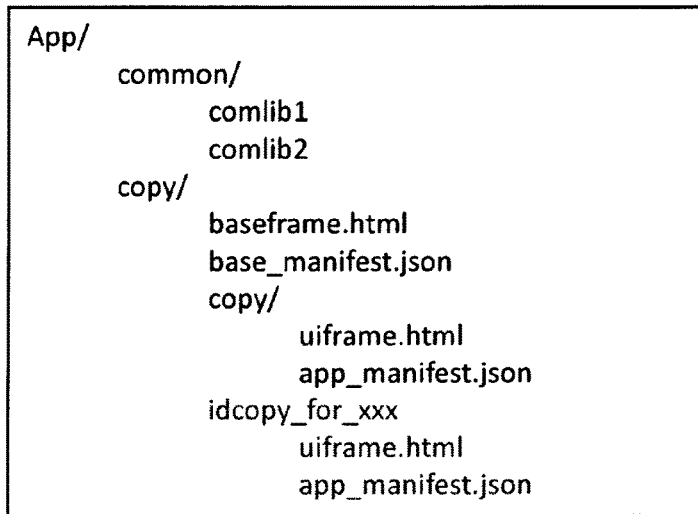 App/
common/
comlib1
comlib2
copy/
baseframe.html
base_manifest.json
copy/
uiframe.html
app_manifest.json
idcopy_for_xxx
uiframe.html
app_manifest.json